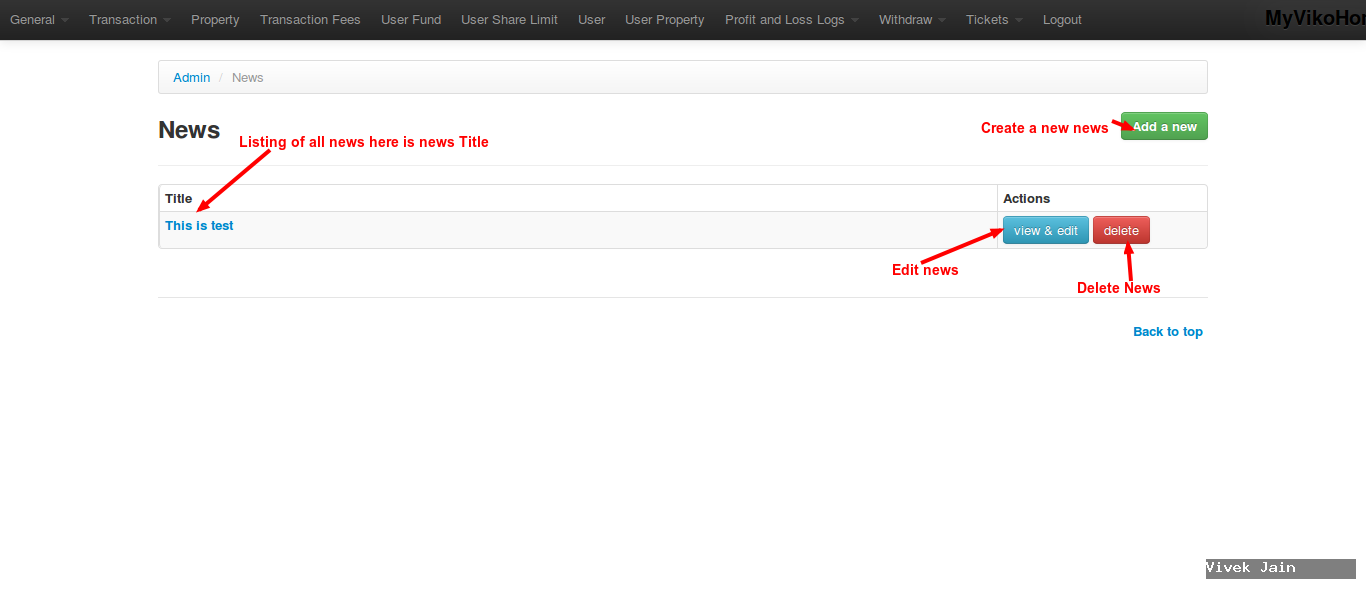 General Transaction Property Transaction Fees User Fund User Share Limit User User Property Profit and Loss Logs Withdraw Tickets Logout MyVikoHor
Admin / News
News
Listing of all news here is news Title
Create a new news
Add a new
Title Actions
This is test view & edit delete
Edit news
Delete News
Back to top
Vivek Jain